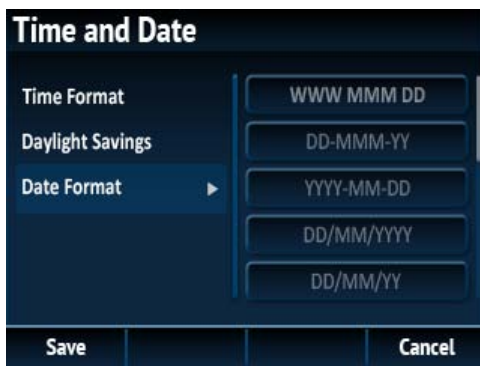 Time and Date
Time Format
Daylight Savings
Date Format
WWW MMM DD
DD-MMM-YY
YYYY-MM-DD
DD/MM/YYYY
DD/MM/YY
Save
Cancel